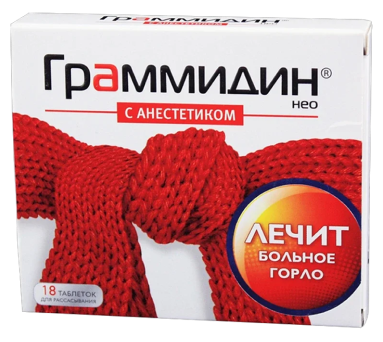 Граммидин®
нео
С АНЕСТЕТИКОМ
ЛЕЧИТ
БОЛЬНОЕ
ГОРЛО
18 ТАБЛЕТОК
ДЛЯ РАССАСЫВАНИЯ